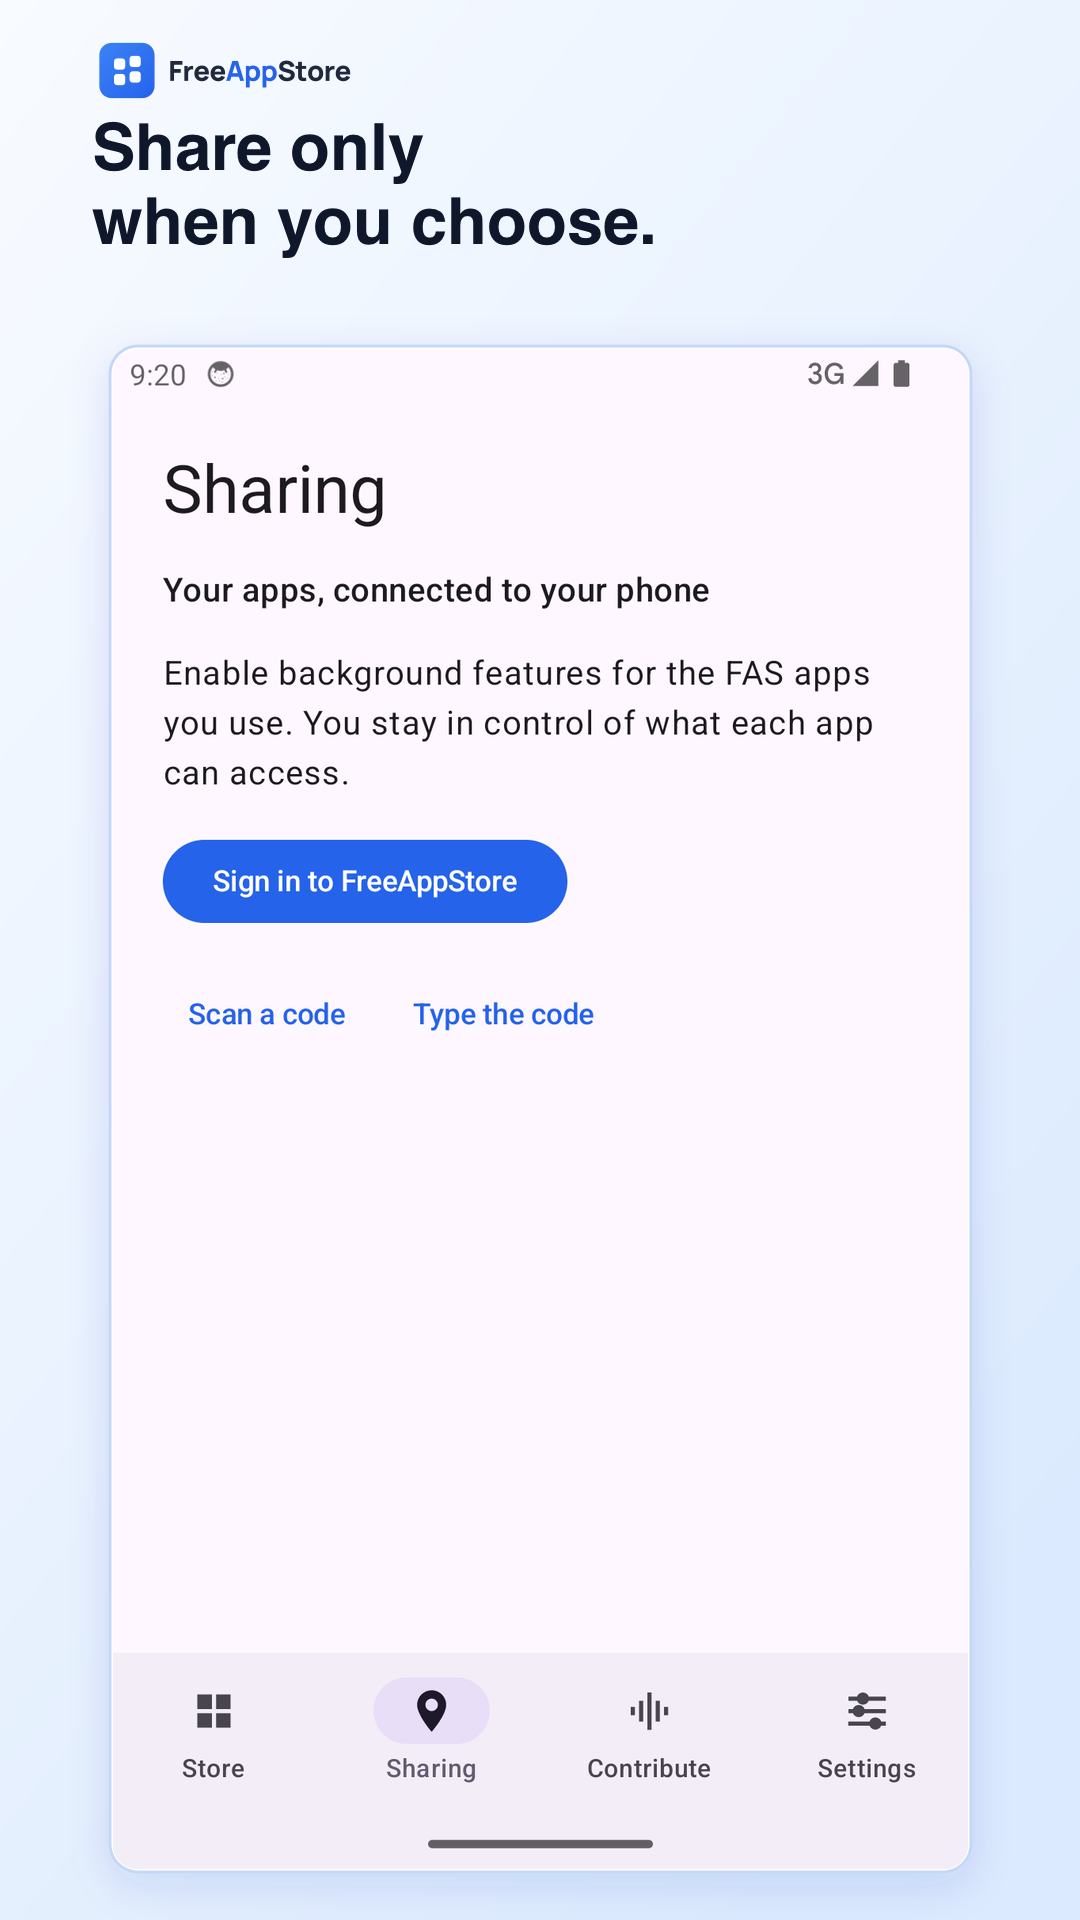 FreeAppStore
Share only
when you choose.
9:20
3G
Sharing
Your apps, connected to your phone
Enable background features for the FAS apps
you use. You stay in control of what each app
can access.
Sign in to FreeAppStore
Scan a code
Type the code
Store
Sharing
Contribute
Settings